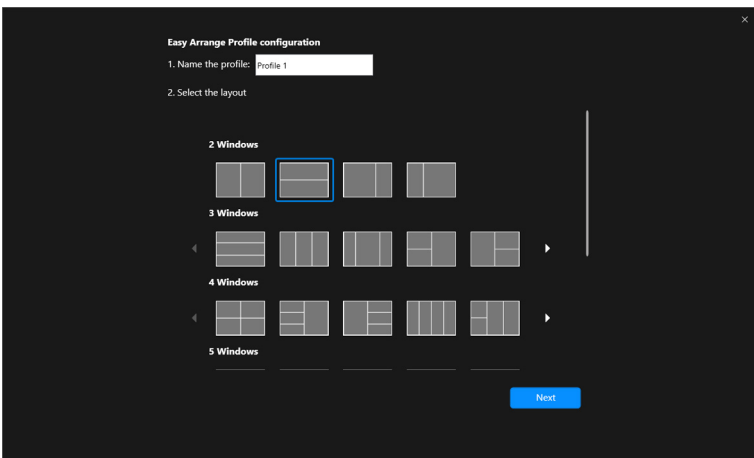 Easy Arrange Profile configuration
1. Name the profile: Profile 1
2. Select the layout
2 Windows
3 Windows
4 Windows
5 Windows
Next